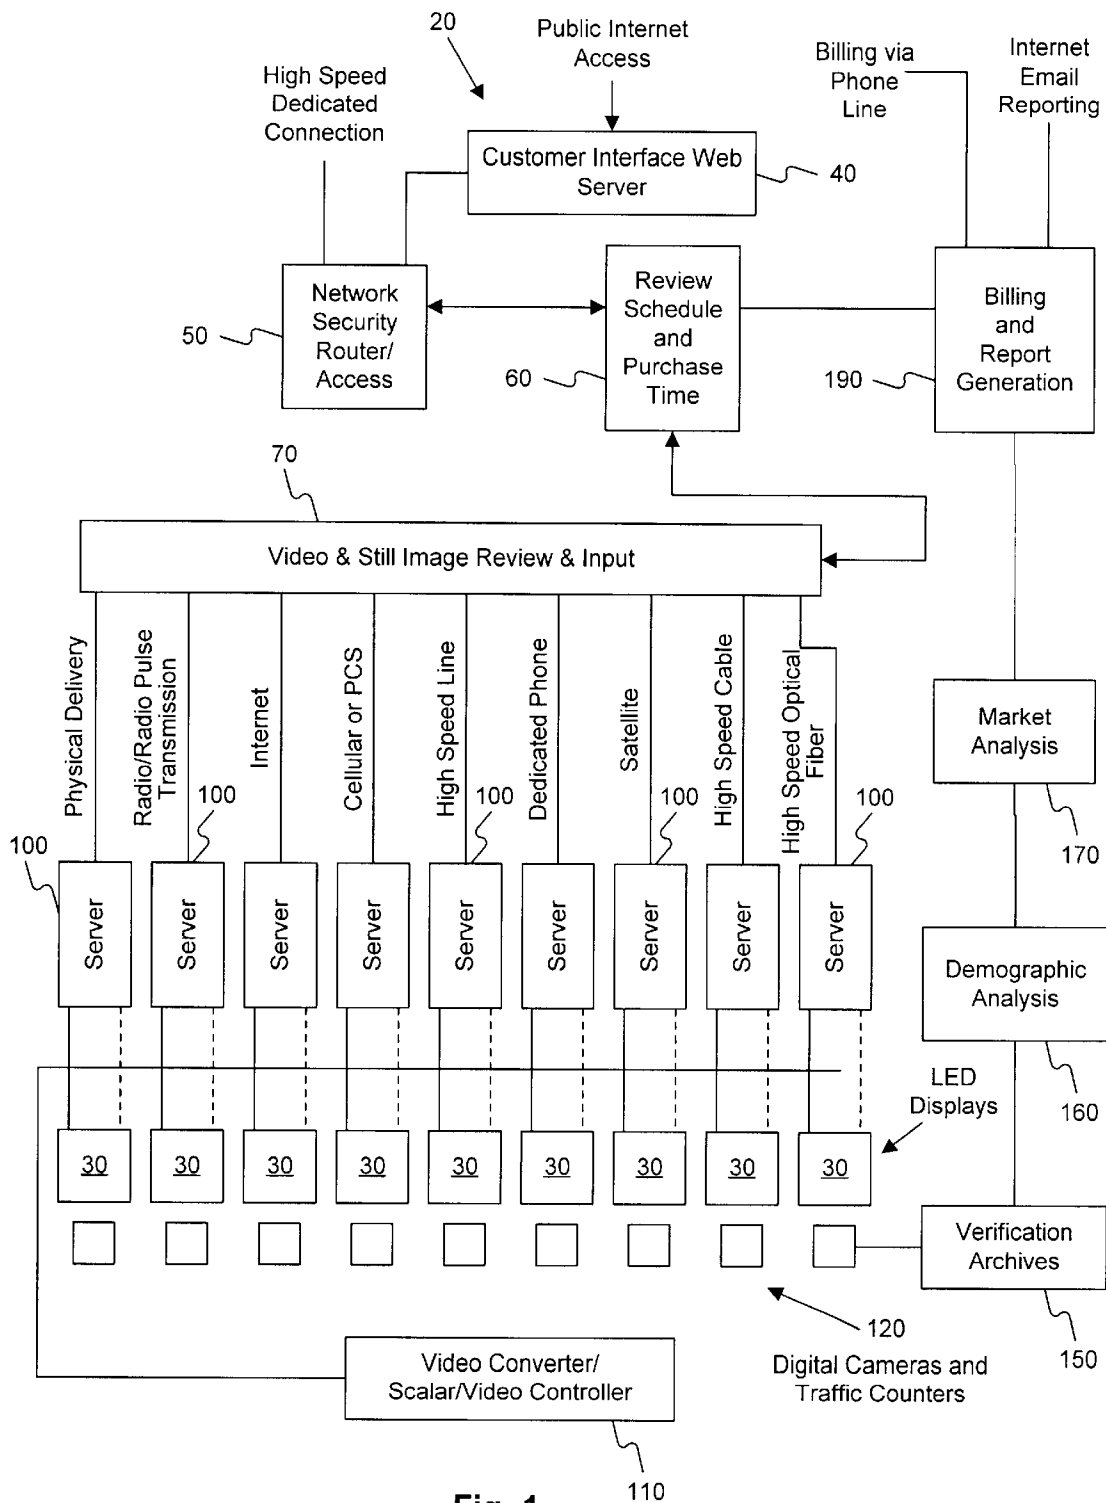 20
Public Internet
Access
High Speed
Dedicated
Connection
Billing via
Phone
Line
Internet
Email
Reporting
Customer Interface Web
Server
40
Network
Security
Router/
Access
50
Review
Schedule
and
Purchase
Time
60
Billing
and
Report
Generation
190
70
Video & Still Image Review & Input
Physical Delivery
Radio/Radio Pulse
Transmission
Internet
Cellular or PCS
High Speed Line
Dedicated Phone
Satellite
High Speed Cable
High Speed Optical
Fiber
Market
Analysis
170
100
100
100
100
100
Server
Server
Server
Server
Server
Server
Server
Server
Server
Demographic
Analysis
160
LED
Displays
30
30
30
30
30
30
30
30
30
Verification
Archives
150
120
Digital Cameras and
Traffic Counters
Video Converter/
Scalar/Video Controller
110
Fig. 1